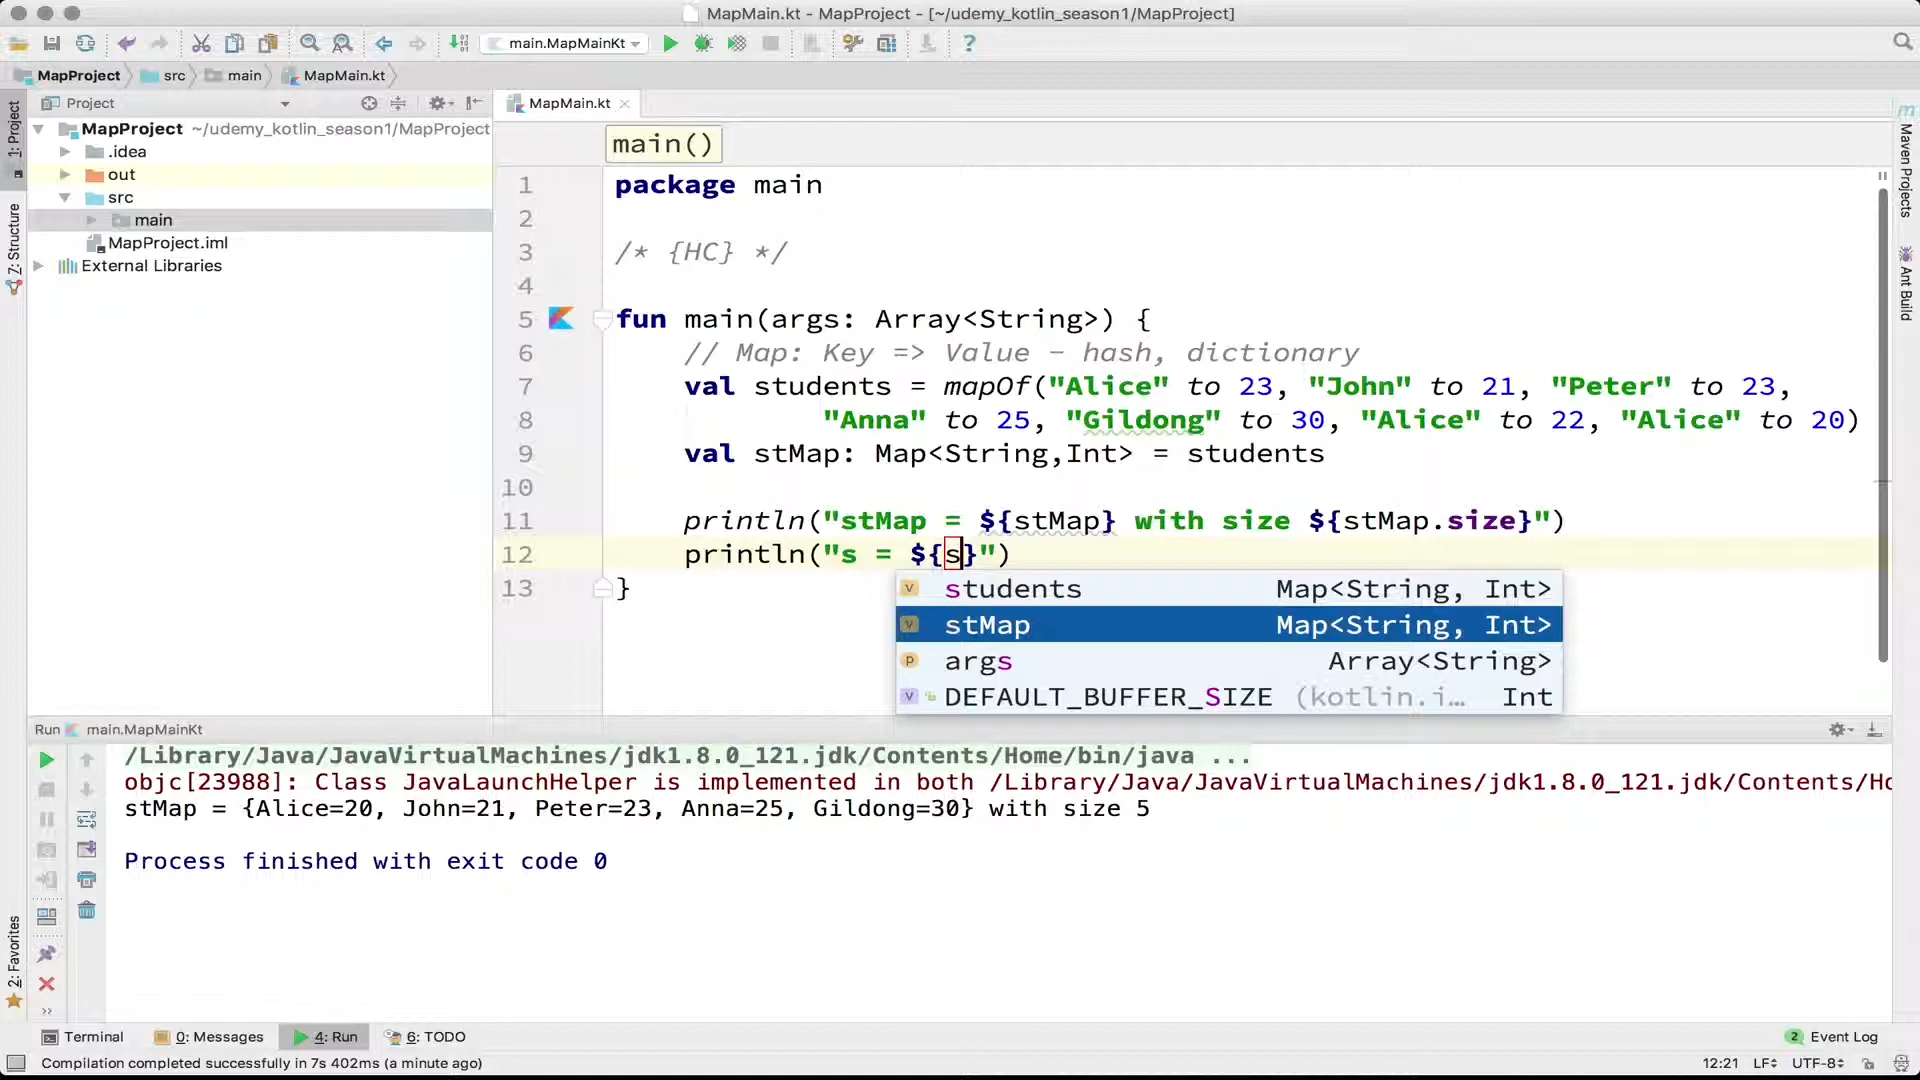 MapMain.kt - MapProject - [~/udemy_kotlin_season1/MapProject]
main.MapMainKt
MapProject src main MapMain.kt
Project
MapMain.kt
1: Project
Z: Structure
2: Favorites
MapProject ~/udemy_kotlin_season1/MapProject
.idea
out
src
main
MapProject.iml
External Libraries
main()
1 package main
2
3 /* {HC} */
4
5 fun main(args: Array<String>) {
6 // Map: Key => Value - hash, dictionary
7 val students = mapOf("Alice" to 23, "John" to 21, "Peter" to 23,
8 "Anna" to 25, "Gildong" to 30, "Alice" to 22, "Alice" to 20)
9 val stMap: Map<String,Int> = students
10
11 println("stMap = ${stMap} with size ${stMap.size}")
12 println("s = ${s}")
13 }
students Map<String, Int>
stMap Map<String, Int>
args Array<String>
DEFAULT_BUFFER_SIZE (kotlin.i… Int
m
Maven Projects
Ant Build
Run main.MapMainKt
/Library/Java/JavaVirtualMachines/jdk1.8.0_121.jdk/Contents/Home/bin/java ...
objc[23988]: Class JavaLaunchHelper is implemented in both /Library/Java/JavaVirtualMachines/jdk1.8.0_121.jdk/Contents/Ho
stMap = {Alice=20, John=21, Peter=23, Anna=25, Gildong=30} with size 5
Process finished with exit code 0
Terminal 0: Messages 4: Run 6: TODO 2 Event Log
Compilation completed successfully in 7s 402ms (a minute ago) 12:21 LF UTF-8